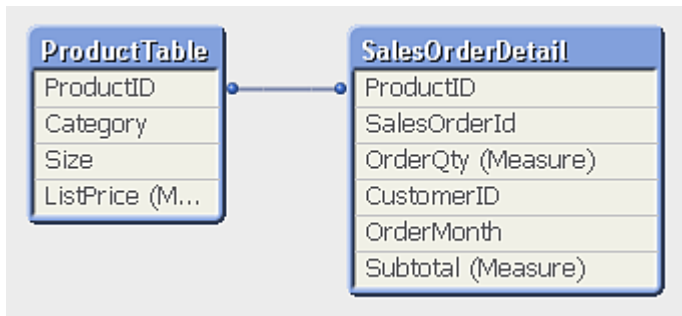 ProductTable
ProductID
Category
Size
ListPrice (M...
SalesOrderDetail
ProductID
SalesOrderId
OrderQty (Measure)
CustomerID
OrderMonth
Subtotal (Measure)